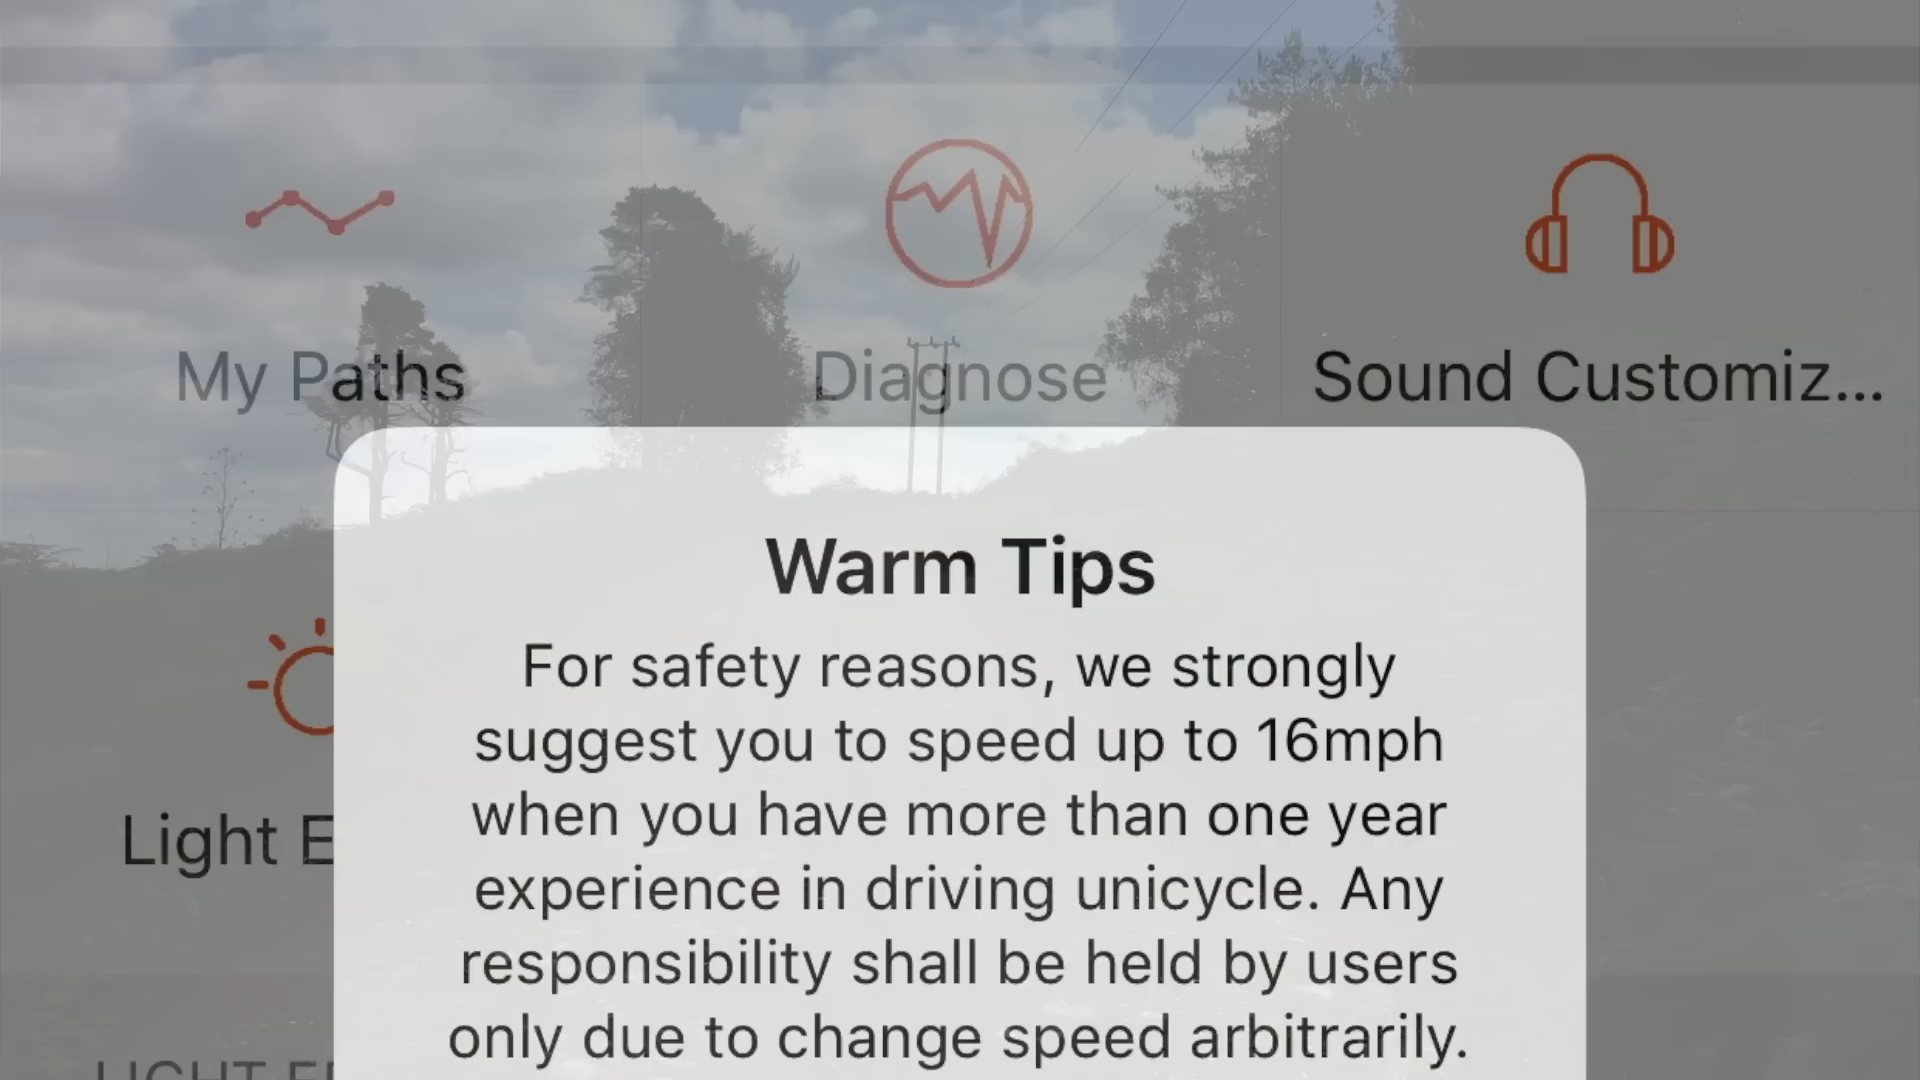 My Paths
Diagnose
Sound Customiz...
Warm Tips
For safety reasons, we strongly
suggest you to speed up to 16mph
when you have more than one year
experience in driving unicycle. Any
responsibility shall be held by users
only due to change speed arbitrarily.
Light E
LIGHT